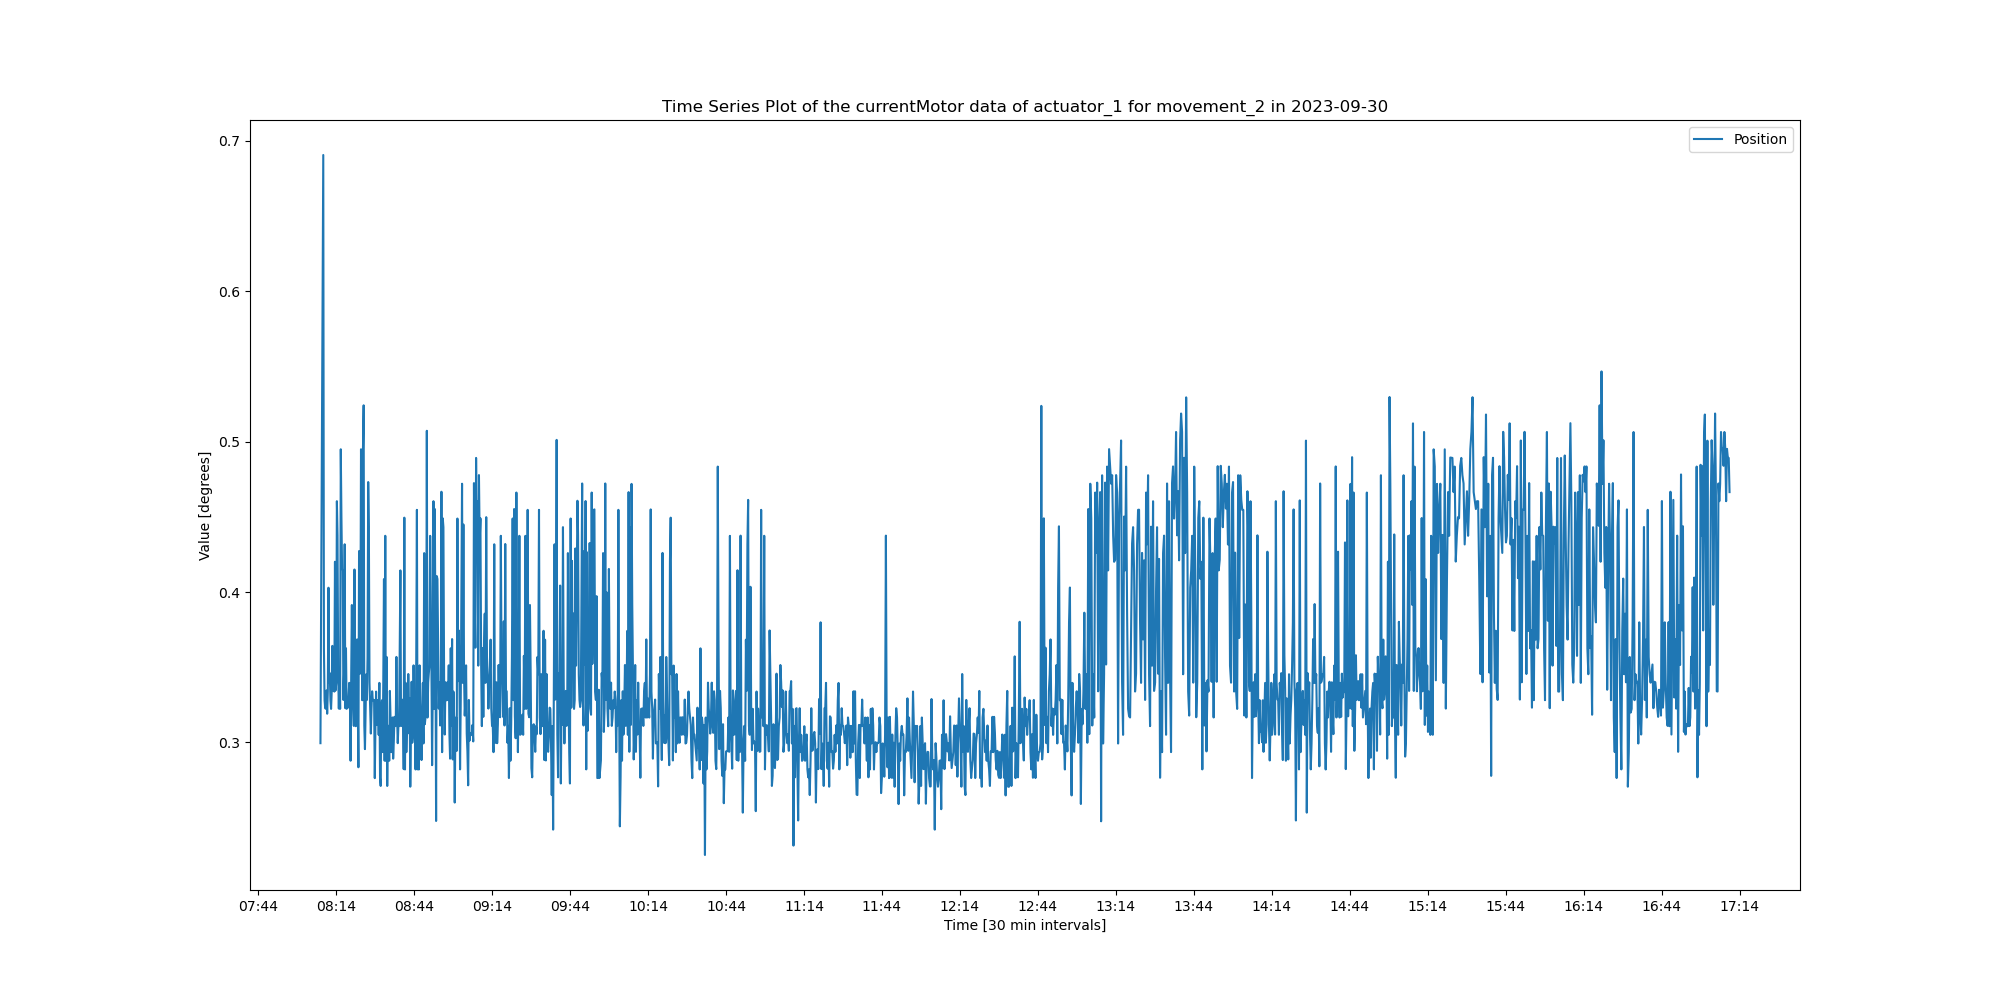 Time Series Plot of the currentMotor data of actuator_1 for movement_2 in 2023-09-30
Position
0.7
0.6
0.5
0.4
0.3
Value [degrees]
07:44 08:14 08:44 09:14 09:44 10:14 10:44 11:14 11:44 12:14 12:44 13:14 13:44 14:14 14:44 15:14 15:44 16:14 16:44 17:14
Time [30 min intervals]